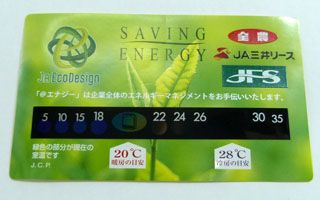 SAVING
ENERGY
JA-EcoDesign
全農
JA三井リース
JFS
「@エナジー」は企業全体のエネルギーマネジメントをお手伝いたします。
5 10 15 18 22 24 26 30 35
緑色の部分が現在の
室温です
J.C.P.I.
20℃
暖房の目安
28℃
冷房の目安